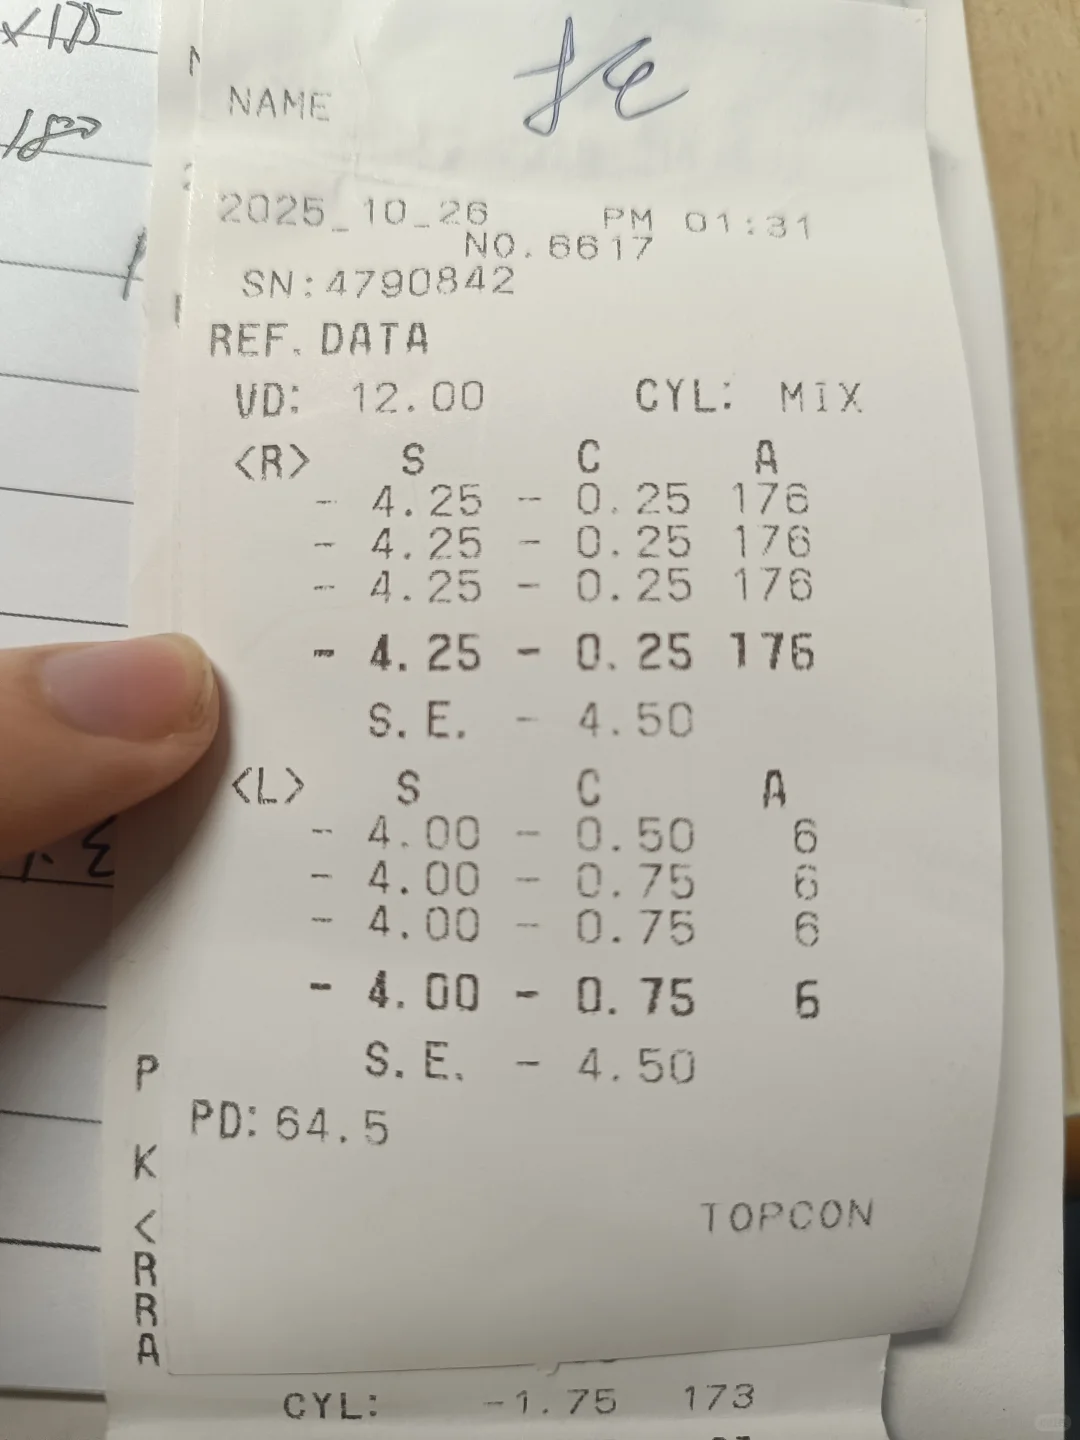 ×175
180
NAME
2025_10_26 PM 01:31
NO.6617
SN:4790842
REF. DATA
VD: 12.00 CYL: MIX
<R> S C A
- 4.25 - 0.25 176
- 4.25 - 0.25 176
- 4.25 - 0.25 176
- 4.25 - 0.25 176
S.E. - 4.50
<L> S C A
- 4.00 - 0.50 6
- 4.00 - 0.75 6
- 4.00 - 0.75 6
- 4.00 - 0.75 6
S.E. - 4.50
PD: 64.5
TOPCON
P
K
<
R
R
A
CYL: -1.75 173